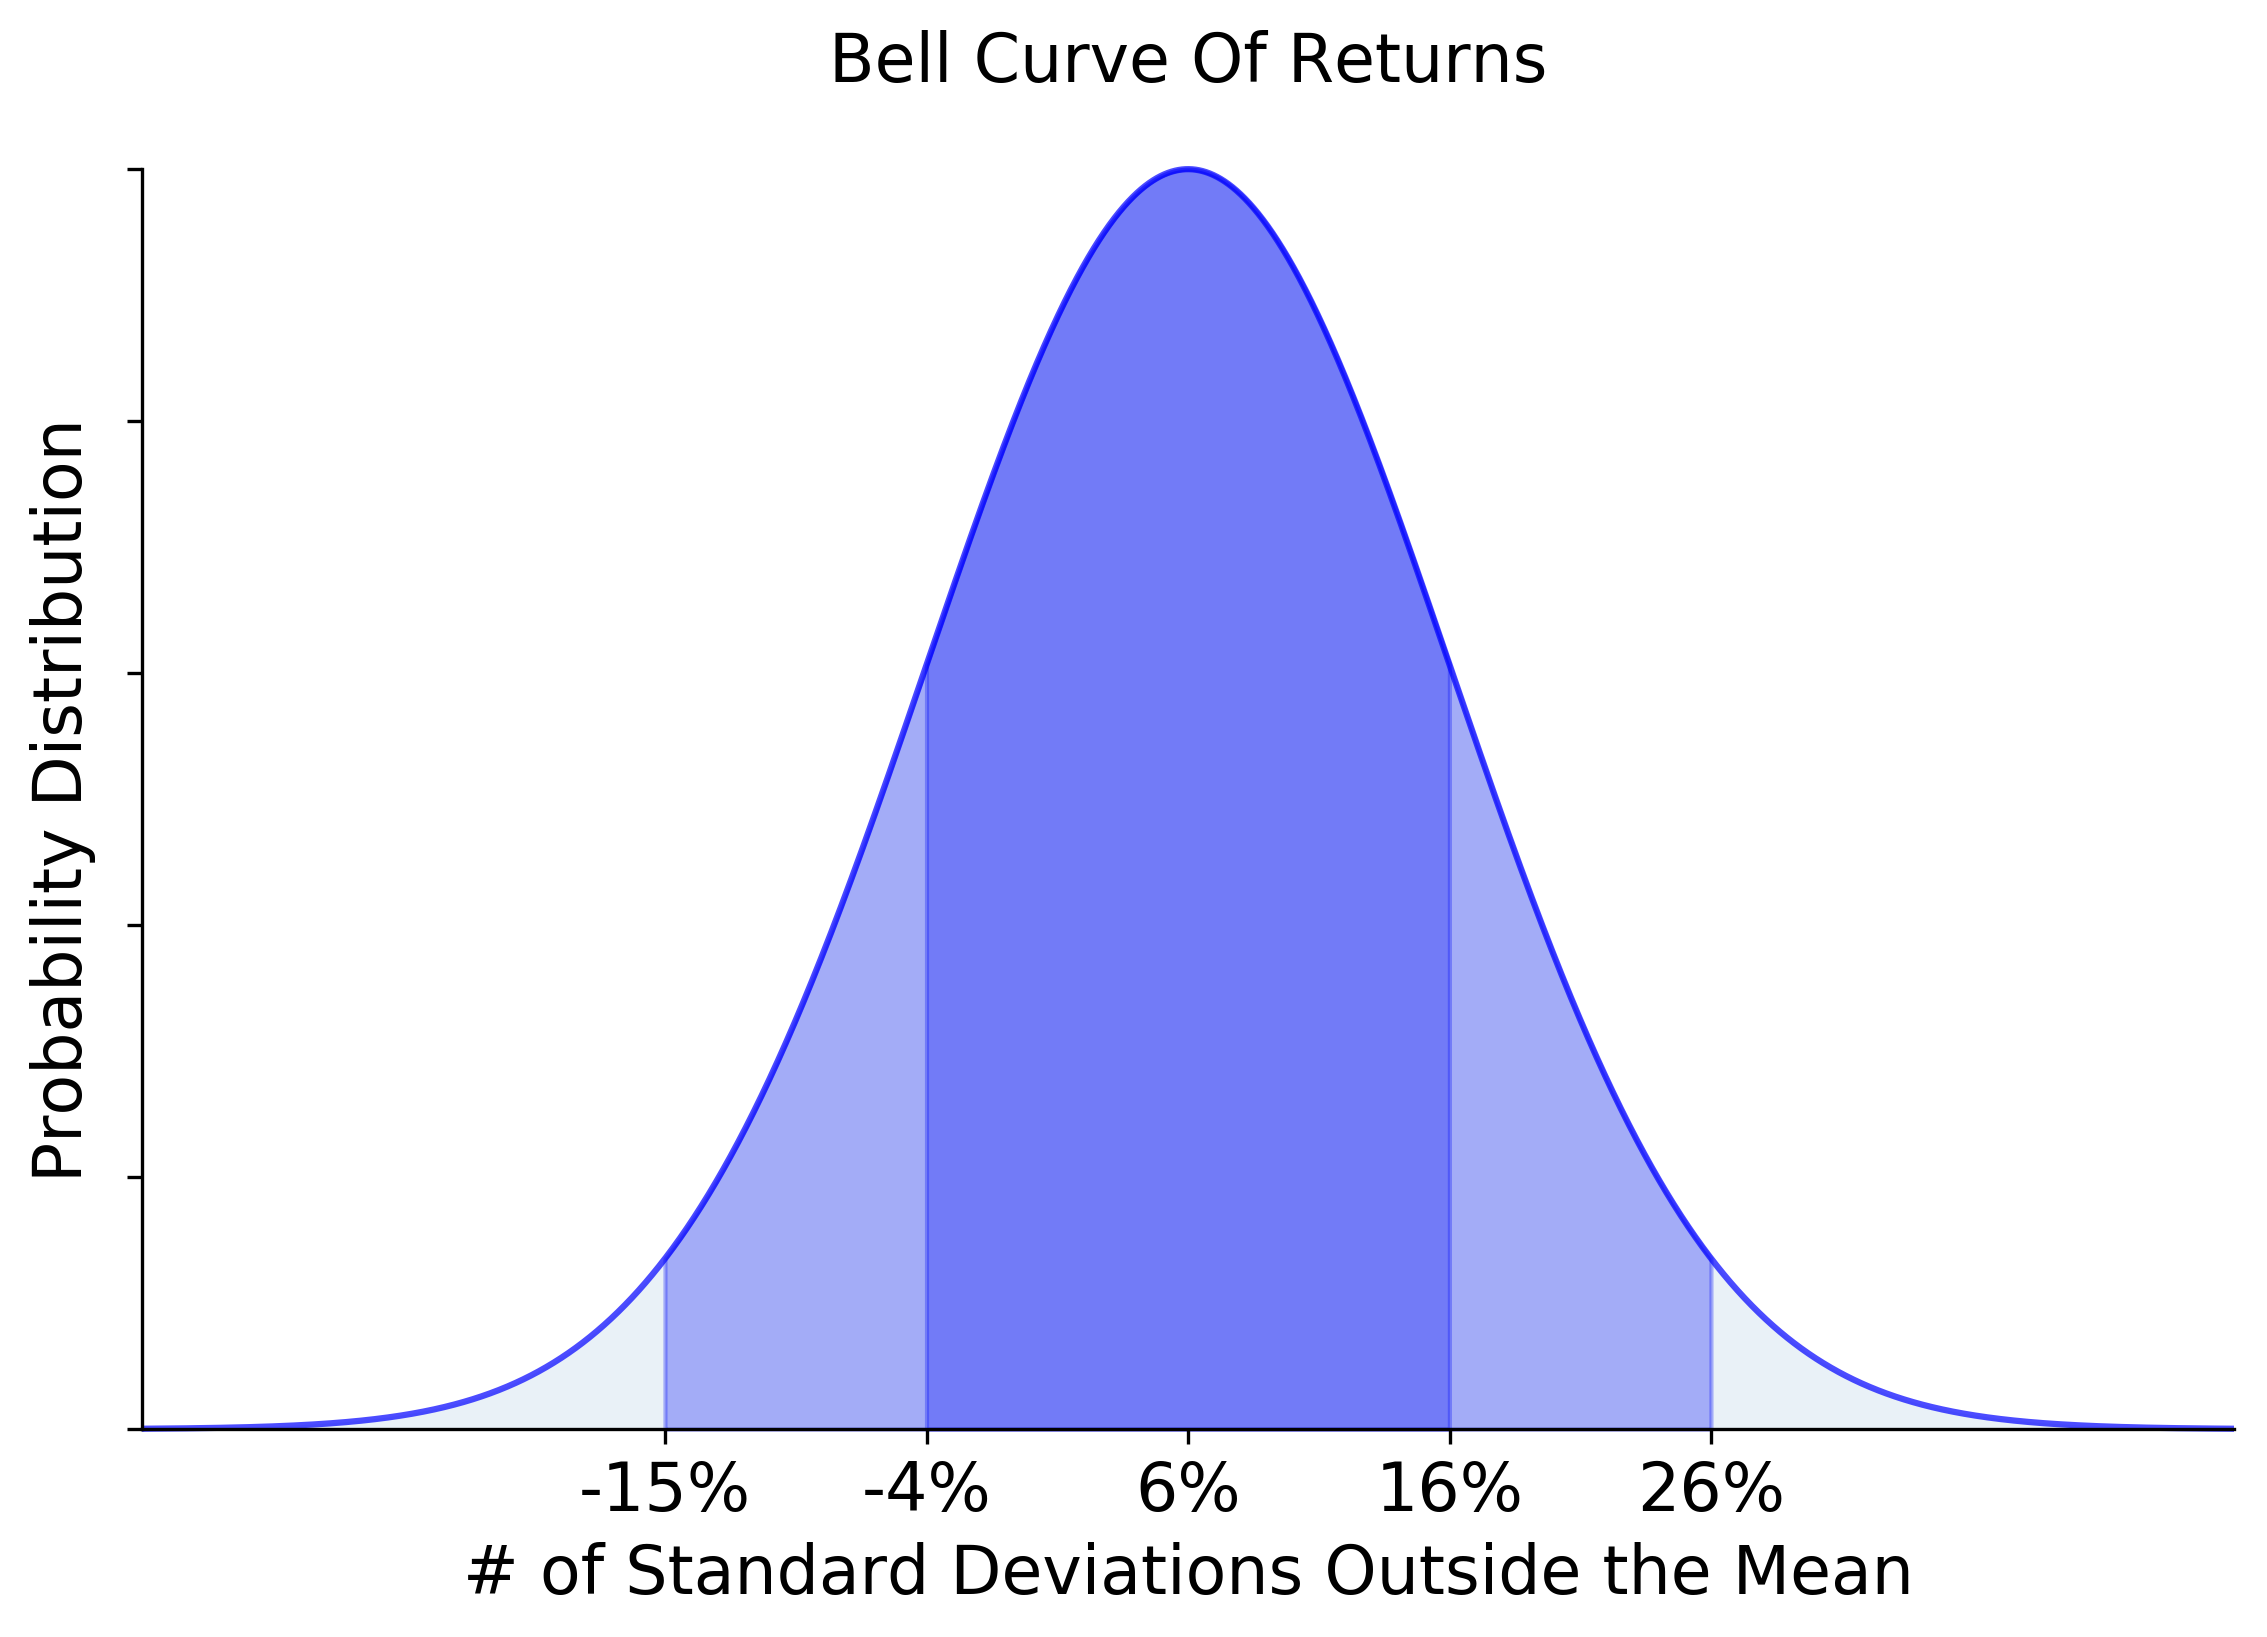 Bell Curve Of Returns
Probability Distribution
-15% -4% 6% 16% 26%
# of Standard Deviations Outside the Mean